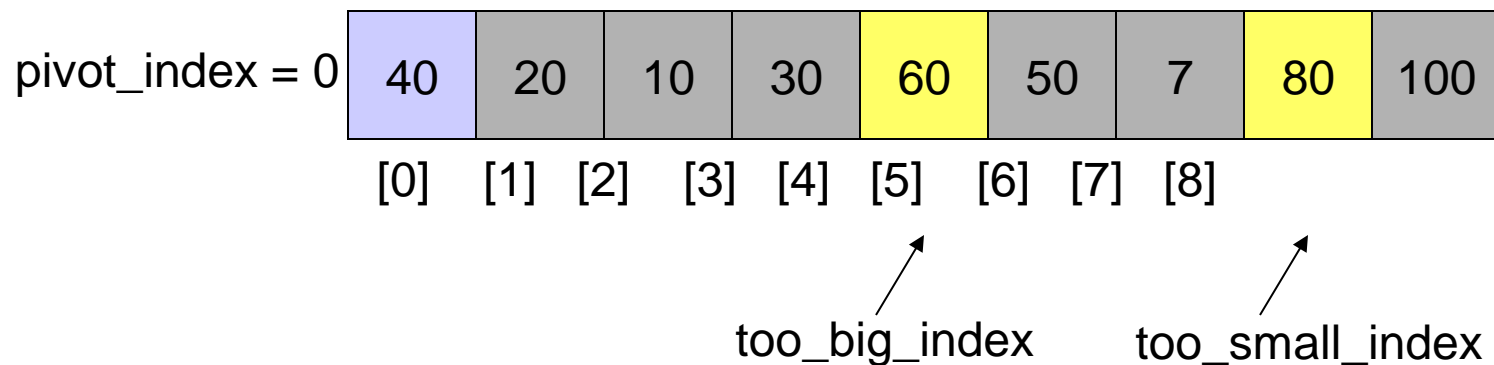 pivot_index = 0 40 20 10 30 60 50 7 80 100
[0] [1] [2] [3] [4] [5] [6] [7] [8]
too_big_index too_small_index